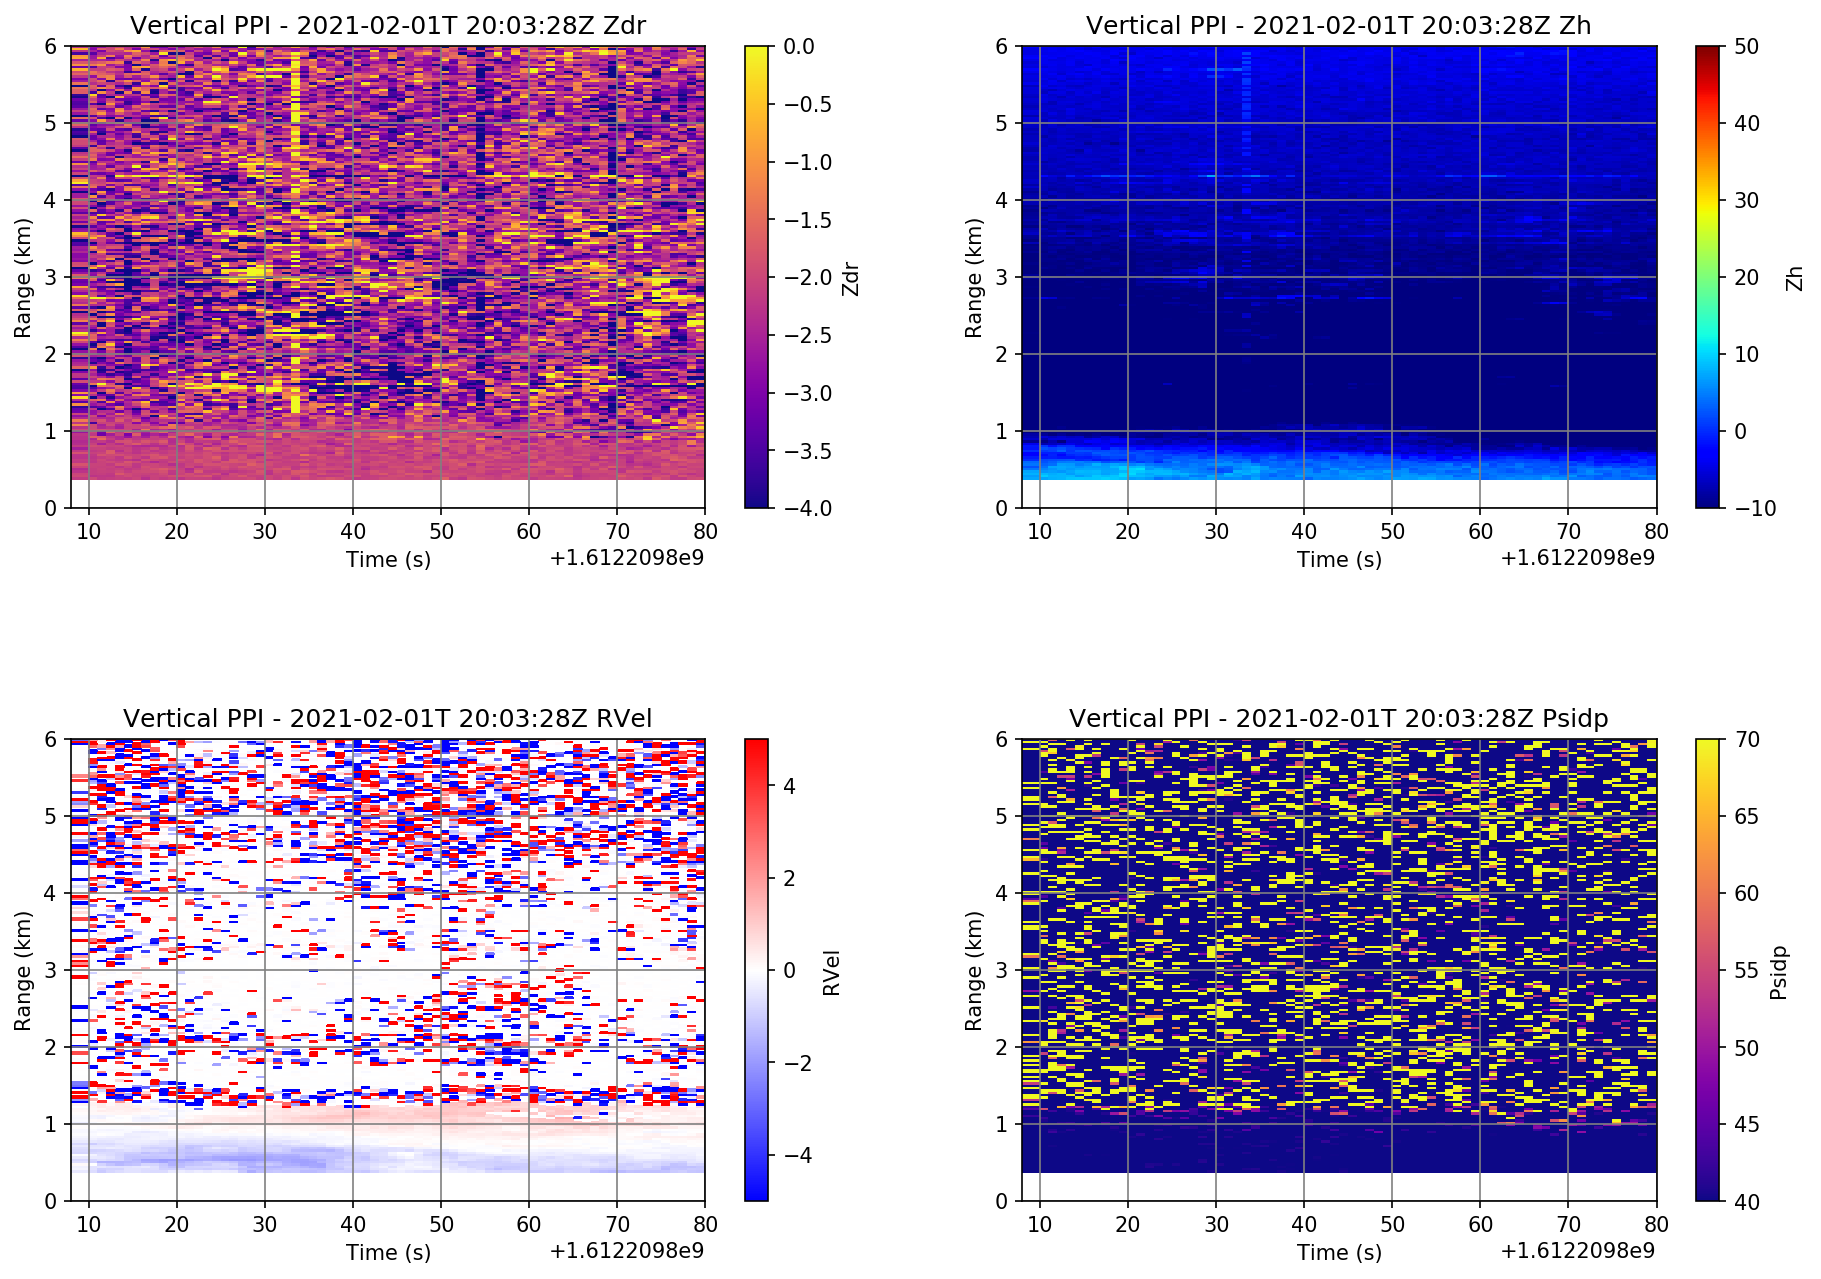 Vertical PPI - 2021-02-01T 20:03:28Z Zdr
6
5
4
3
2
1
0
Range (km)
10 20 30 40 50 60 70 80
Time (s)
+1.6122098e9
0.0
−0.5
−1.0
−1.5
−2.0
−2.5
−3.0
−3.5
−4.0
Zdr
Vertical PPI - 2021-02-01T 20:03:28Z Zh
6
5
4
3
2
1
0
Range (km)
10 20 30 40 50 60 70 80
Time (s)
+1.6122098e9
50
40
30
20
10
0
−10
Zh
Vertical PPI - 2021-02-01T 20:03:28Z RVel
6
5
4
3
2
1
0
Range (km)
10 20 30 40 50 60 70 80
Time (s)
+1.6122098e9
4
2
0
−2
−4
RVel
Vertical PPI - 2021-02-01T 20:03:28Z Psidp
6
5
4
3
2
1
0
Range (km)
10 20 30 40 50 60 70 80
Time (s)
+1.6122098e9
70
65
60
55
50
45
40
Psidp